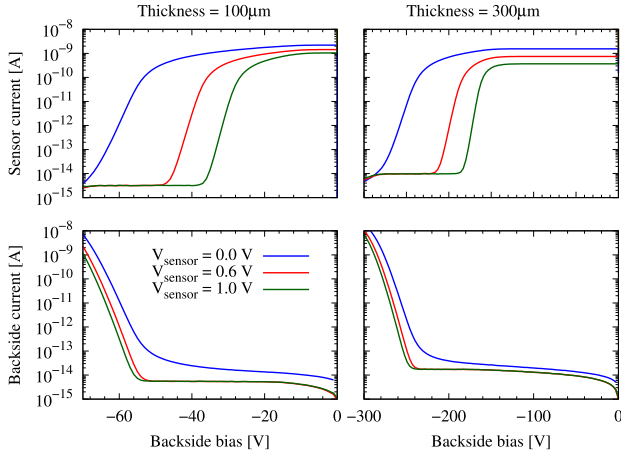 Thickness = 100μm
Thickness = 300μm
Sensor current [A]
10⁻⁸
10⁻⁹
10⁻¹⁰
10⁻¹¹
10⁻¹²
10⁻¹³
10⁻¹⁴
10⁻¹⁵
Backside current [A]
10⁻⁸
10⁻⁹
10⁻¹⁰
10⁻¹¹
10⁻¹²
10⁻¹³
10⁻¹⁴
10⁻¹⁵
V_sensor = 0.0 V
V_sensor = 0.6 V
V_sensor = 1.0 V
−60 −40 −20 0
−300 −200 −100 0
Backside bias [V]
Backside bias [V]